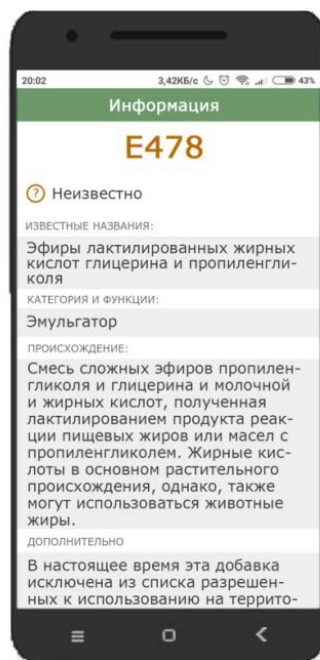 20:02 3,42КБ/с 43%
Информация
E478
? Неизвестно
ИЗВЕСТНЫЕ НАЗВАНИЯ:
Эфиры лактилированных жирных
кислот глицерина и пропиленгли-
коля
КАТЕГОРИЯ И ФУНКЦИИ:
Эмульгатор
ПРОИСХОЖДЕНИЕ:
Смесь сложных эфиров пропилен-
гликоля и глицерина и молочной
и жирных кислот, полученная
лактилированием продукта реак-
ции пищевых жиров или масел с
пропиленгликолем. Жирные кис-
лоты в основном растительного
происхождения, однако, также
могут использоваться животные
жиры.
ДОПОЛНИТЕЛЬНО
В настоящее время эта добавка
исключена из списка разрешен-
ных к использованию на террито-